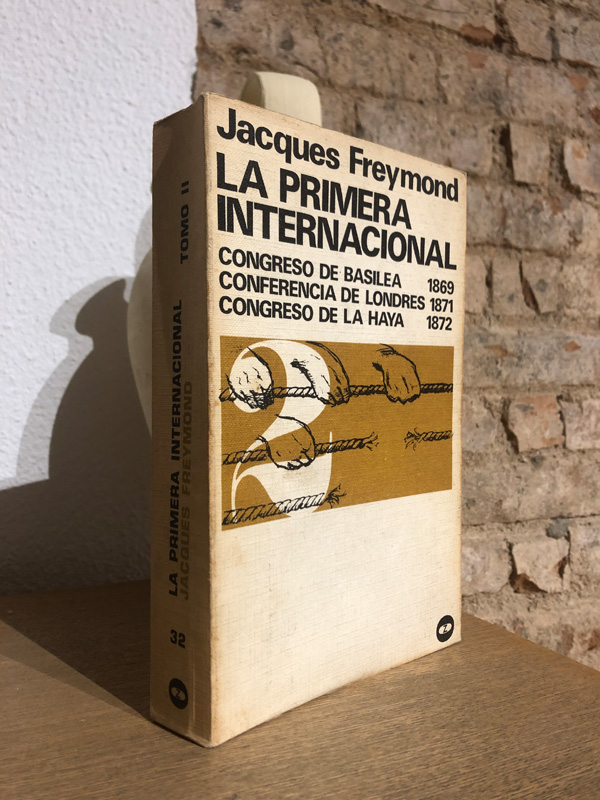 Jacques Freymond
LA PRIMERA
INTERNACIONAL
CONGRESO DE BASILEA 1869
CONFERENCIA DE LONDRES 1871
CONGRESO DE LA HAYA 1872
2
Z
LA PRIMERA INTERNACIONAL TOMO II
JACQUES FREYMOND
32
Z